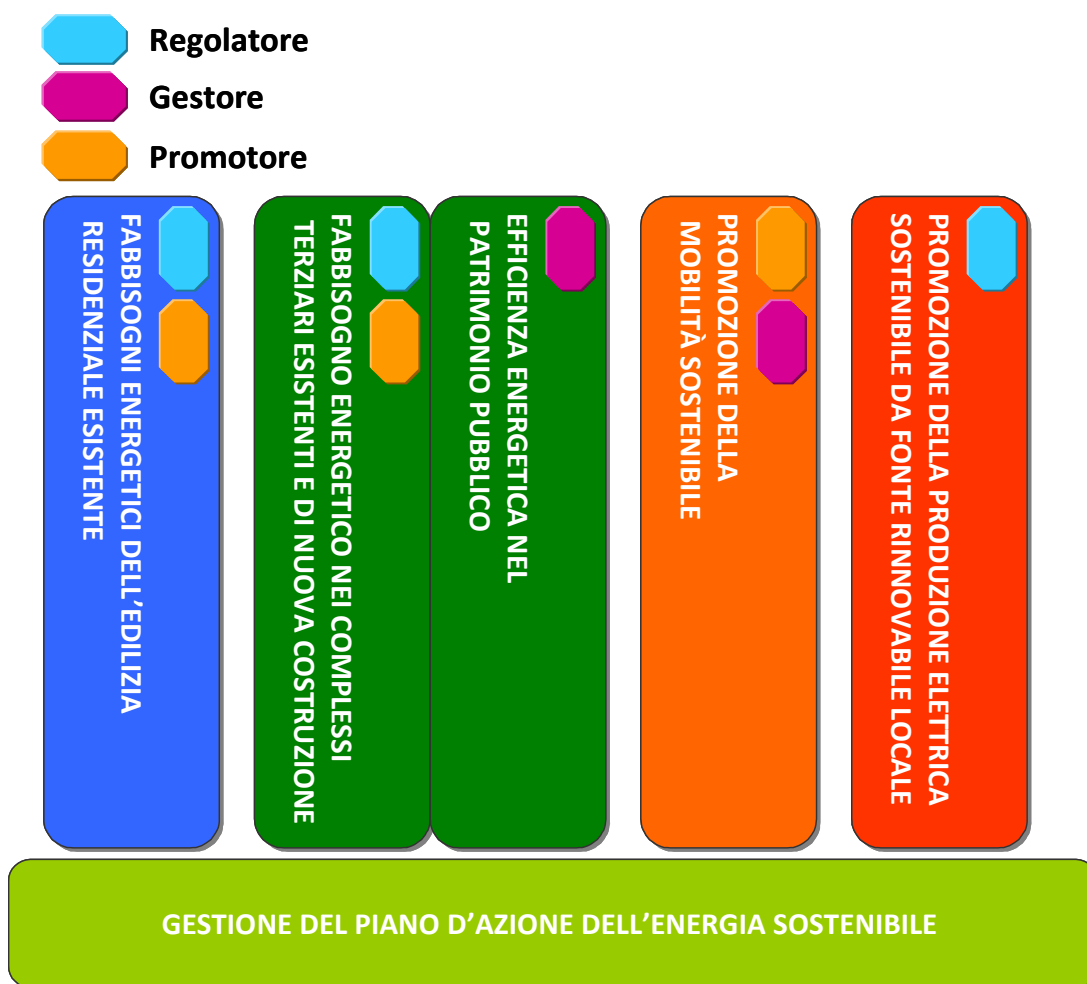 Regolatore
Gestore
Promotore
FABBISOGNI ENERGETICI DELL’EDILIZIA
RESIDENZIALE ESISTENTE
FABBISOGNO ENERGETICO NEI COMPLESSI
TERZIARI ESISTENTI E DI NUOVA COSTRUZIONE
EFFICIENZA ENERGETICA NEL
PATRIMONIO PUBBLICO
PROMOZIONE DELLA
MOBILITÀ SOSTENIBILE
PROMOZIONE DELLA PRODUZIONE ELETTRICA
SOSTENIBILE DA FONTE RINNOVABILE LOCALE
GESTIONE DEL PIANO D’AZIONE DELL’ENERGIA SOSTENIBILE